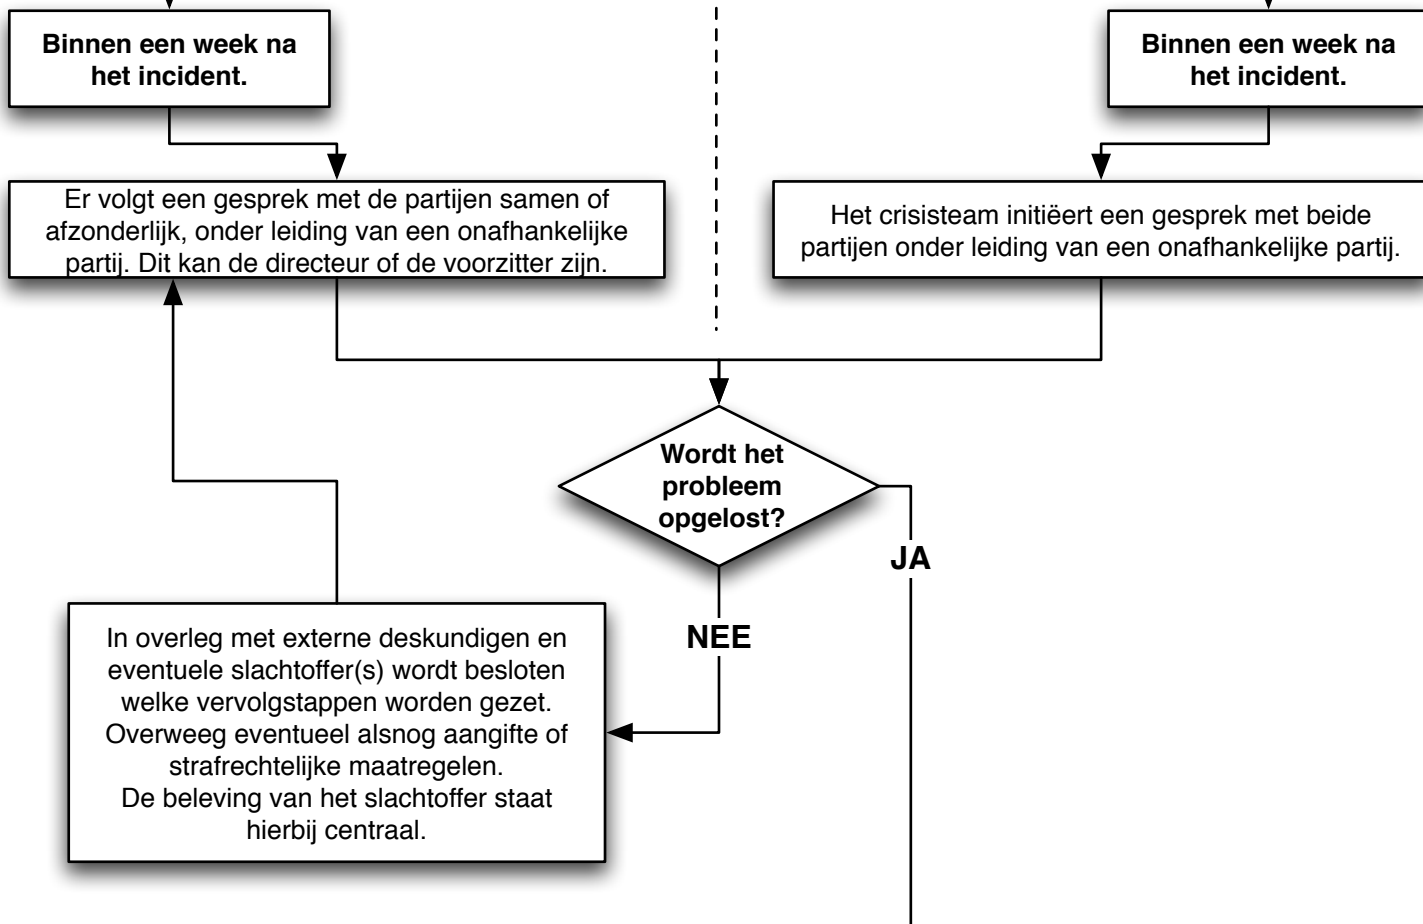 Binnen een week na
het incident.
Binnen een week na
het incident.
Er volgt een gesprek met de partijen samen of
afzonderlijk, onder leiding van een onafhankelijke
partij. Dit kan de directeur of de voorzitter zijn.
Het crisisteam initiëert een gesprek met beide
partijen onder leiding van een onafhankelijke partij.
Wordt het
probleem
opgelost?
JA
NEE
In overleg met externe deskundigen en
eventuele slachtoffer(s) wordt besloten
welke vervolgstappen worden gezet.
Overweeg eventueel alsnog aangifte of
strafrechtelijke maatregelen.
De beleving van het slachtoffer staat
hierbij centraal.